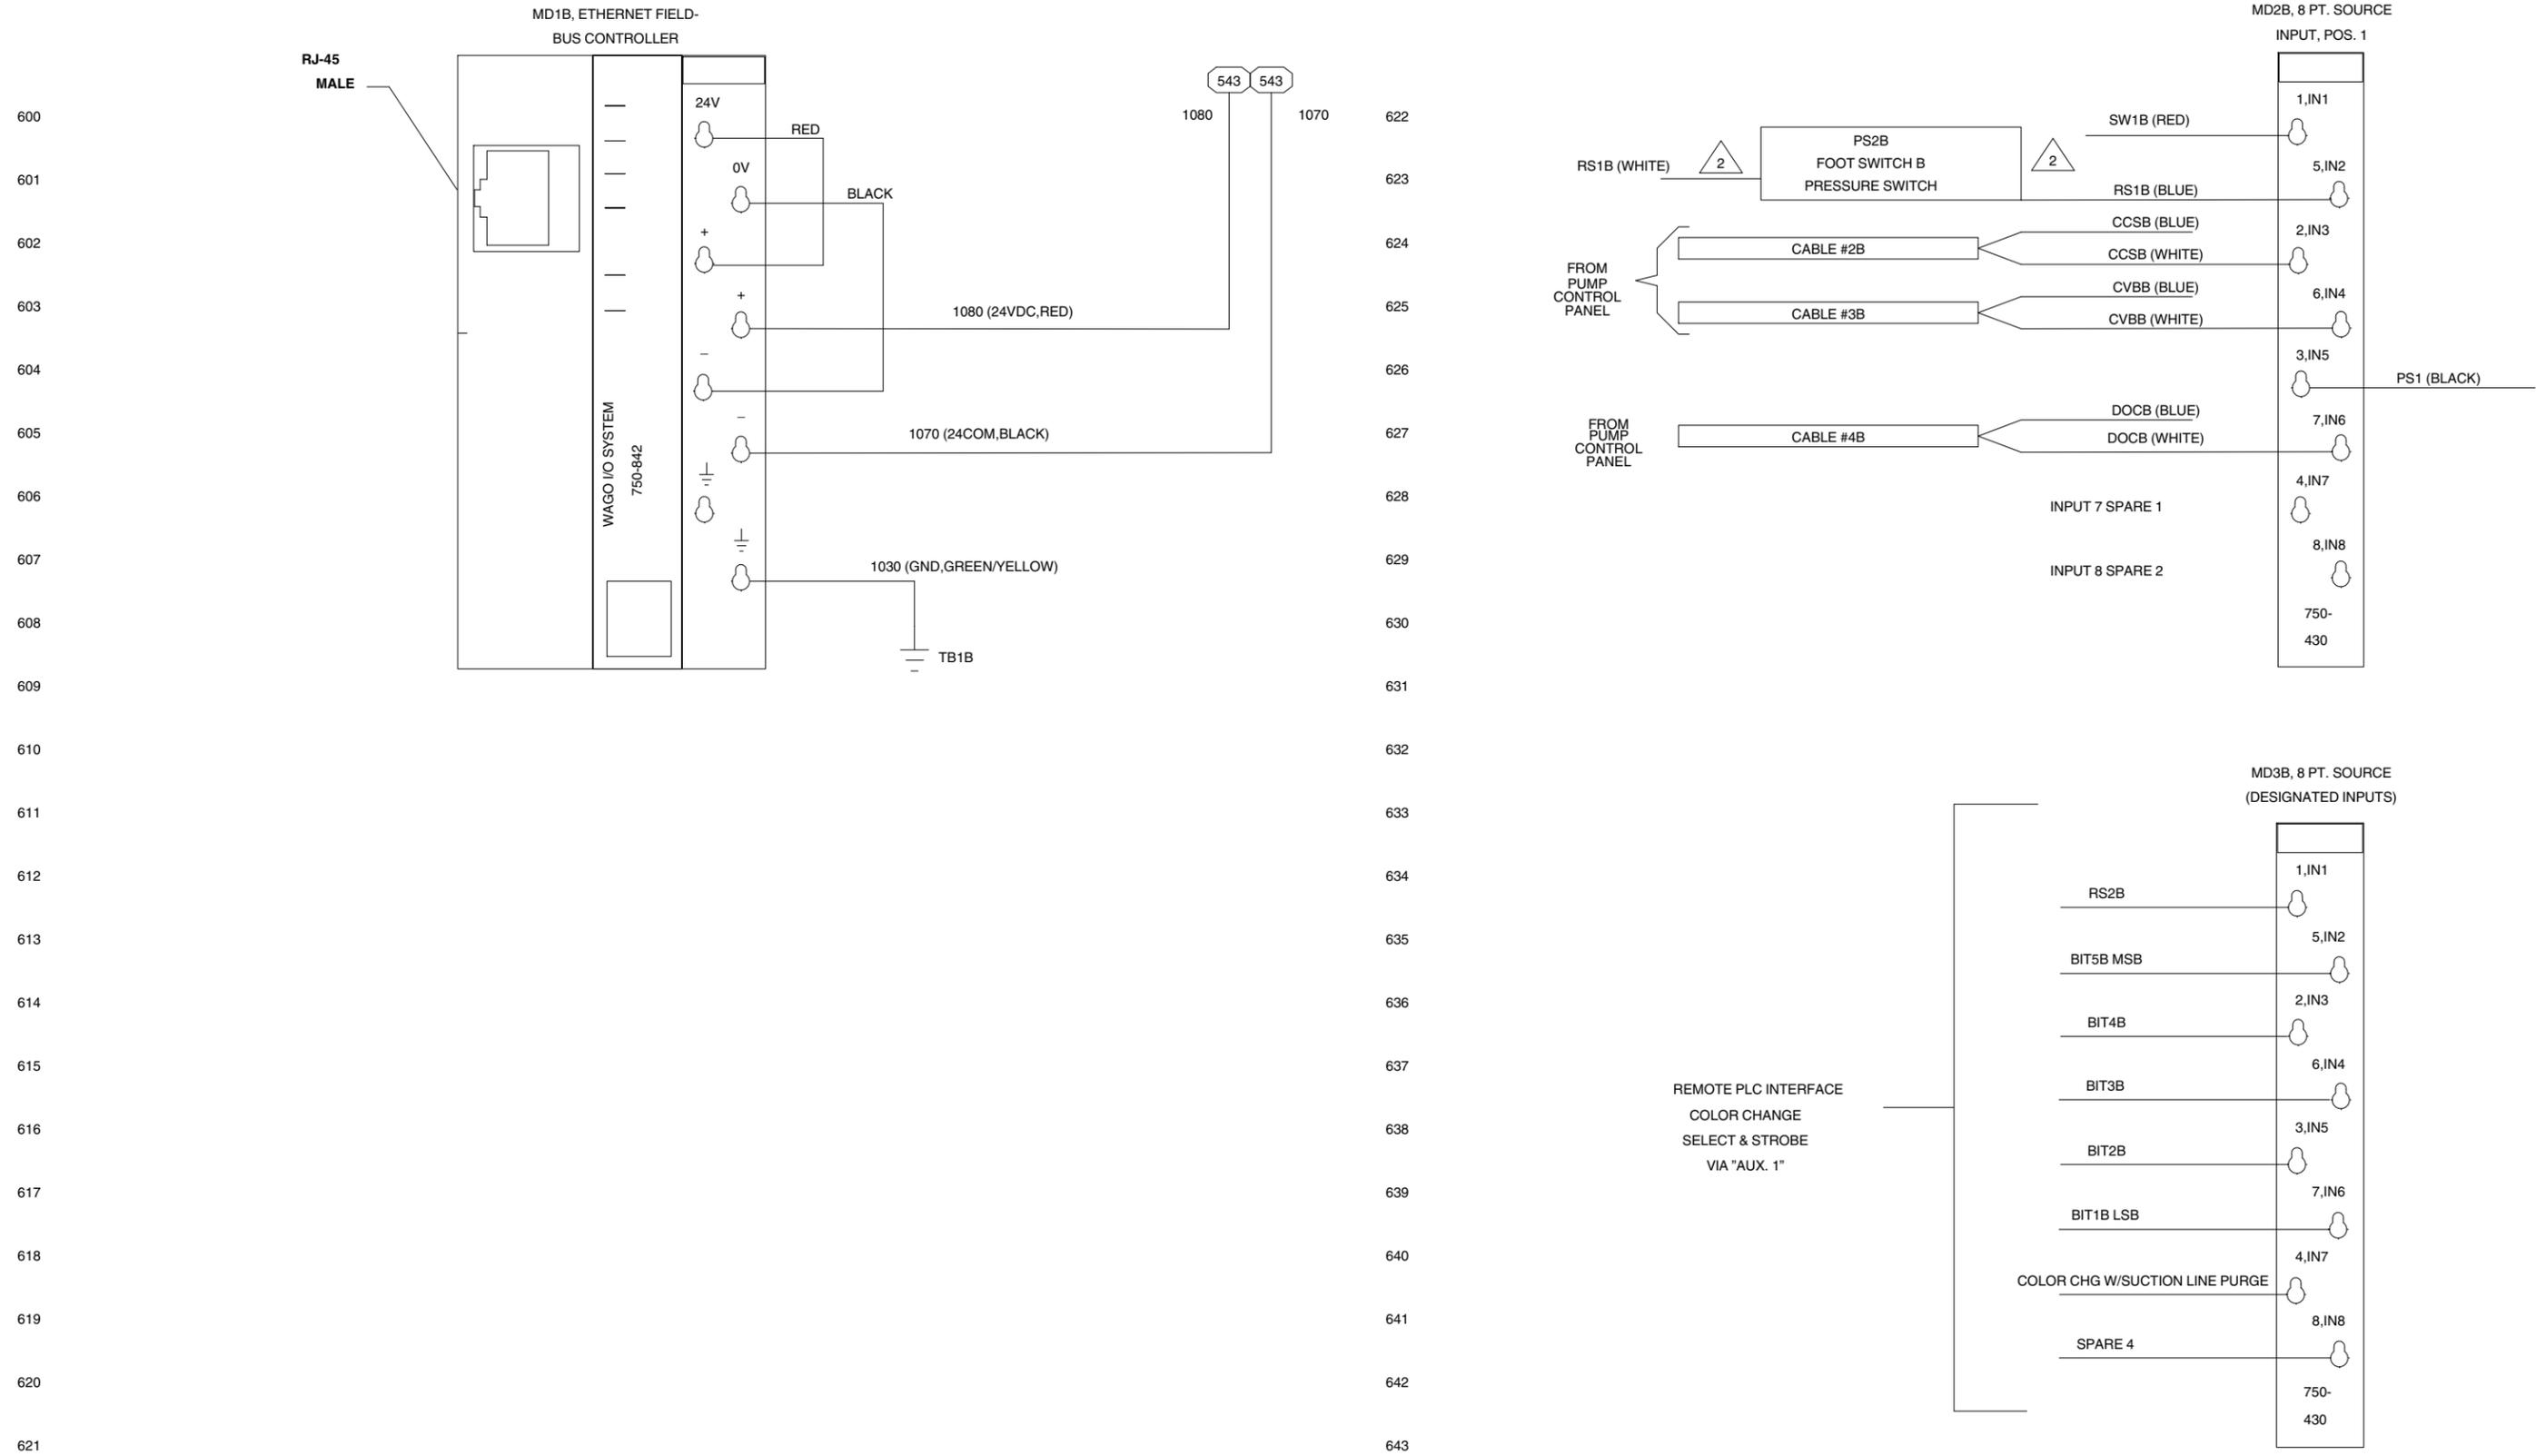 MD1B, ETHERNET FIELD-
BUS CONTROLLER
RJ-45
MALE
600
601
602
603
604
605
606
607
608
609
610
611
612
613
614
615
616
617
618
619
620
621
WAGO I/O SYSTEM
750-842
24V
0V
+
+
–
–
RED
BLACK
543
543
1080
1070
1080 (24VDC,RED)
1070 (24COM,BLACK)
1030 (GND,GREEN/YELLOW)
TB1B
622
623
624
625
626
627
628
629
630
631
632
633
634
635
636
637
638
639
640
641
642
643
MD2B, 8 PT. SOURCE
INPUT, POS. 1
RS1B (WHITE)
2
PS2B
FOOT SWITCH B
PRESSURE SWITCH
2
SW1B (RED)
RS1B (BLUE)
FROM
PUMP
CONTROL
PANEL
CABLE #2B
CCSB (BLUE)
CCSB (WHITE)
CABLE #3B
CVBB (BLUE)
CVBB (WHITE)
PS1 (BLACK)
FROM
PUMP
CONTROL
PANEL
CABLE #4B
DOCB (BLUE)
DOCB (WHITE)
INPUT 7 SPARE 1
INPUT 8 SPARE 2
1,IN1
5,IN2
2,IN3
6,IN4
3,IN5
7,IN6
4,IN7
8,IN8
750-
430
MD3B, 8 PT. SOURCE
(DESIGNATED INPUTS)
REMOTE PLC INTERFACE
COLOR CHANGE
SELECT & STROBE
VIA "AUX. 1"
1,IN1
RS2B
5,IN2
BIT5B MSB
2,IN3
BIT4B
6,IN4
BIT3B
3,IN5
BIT2B
7,IN6
BIT1B LSB
4,IN7
COLOR CHG W/SUCTION LINE PURGE
8,IN8
SPARE 4
750-
430